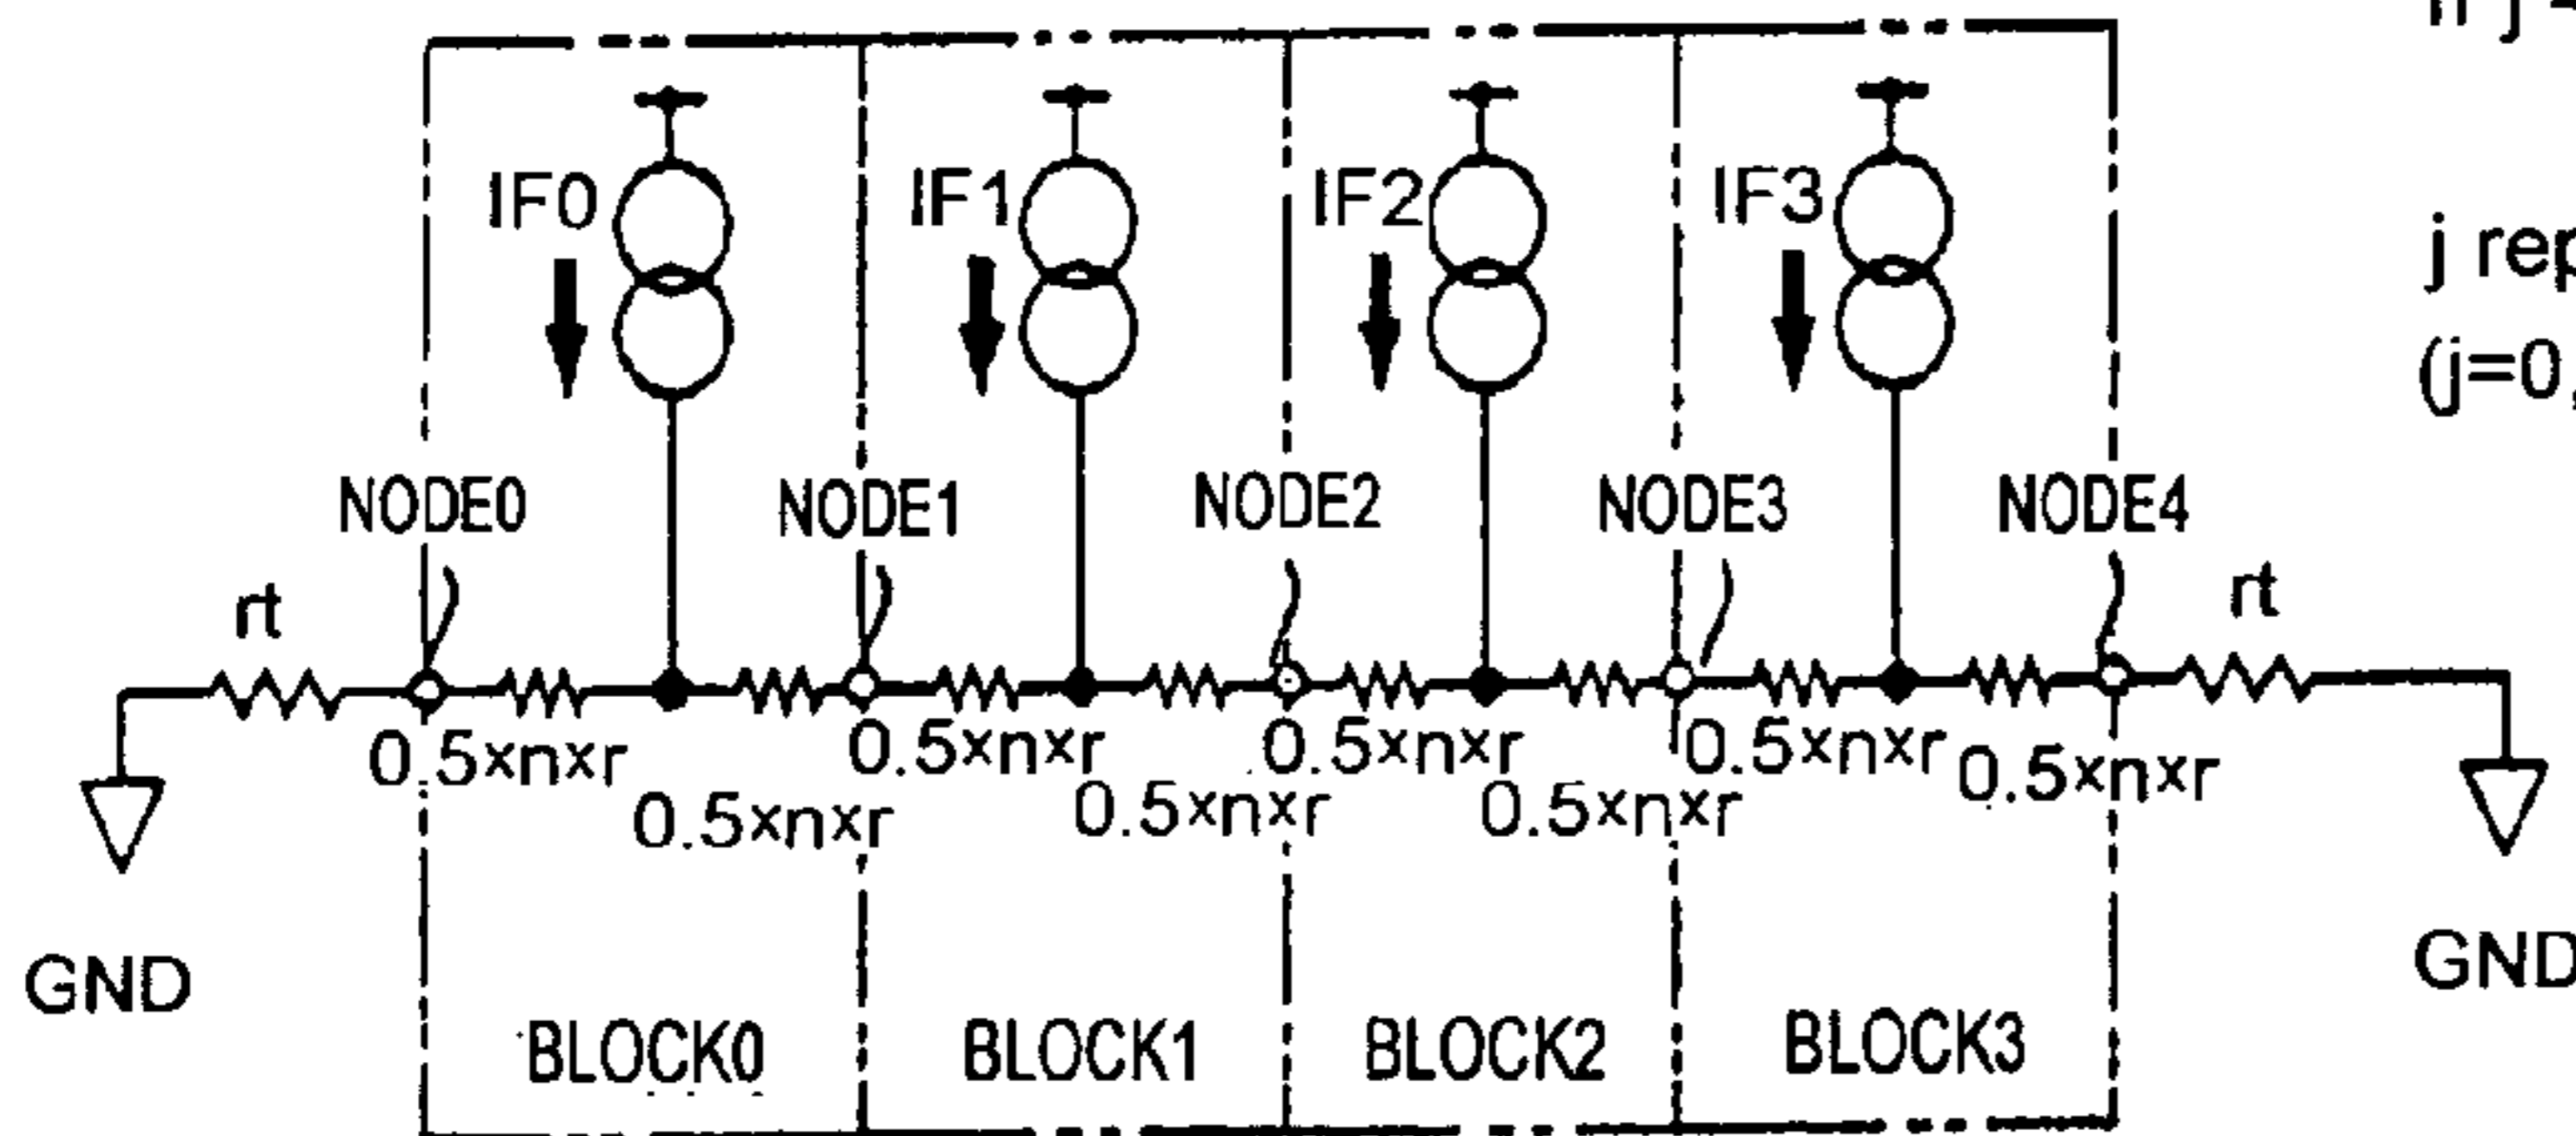 j rep
(j=0,
IF0 IF1 IF2 IF3
NODE0 NODE1 NODE2 NODE3 NODE4
rt rt
0.5×n×r 0.5×n×r 0.5×n×r 0.5×n×r
0.5×n×r 0.5×n×r 0.5×n×r 0.5×n×r
GND GND
BLOCK0 BLOCK1 BLOCK2 BLOCK3